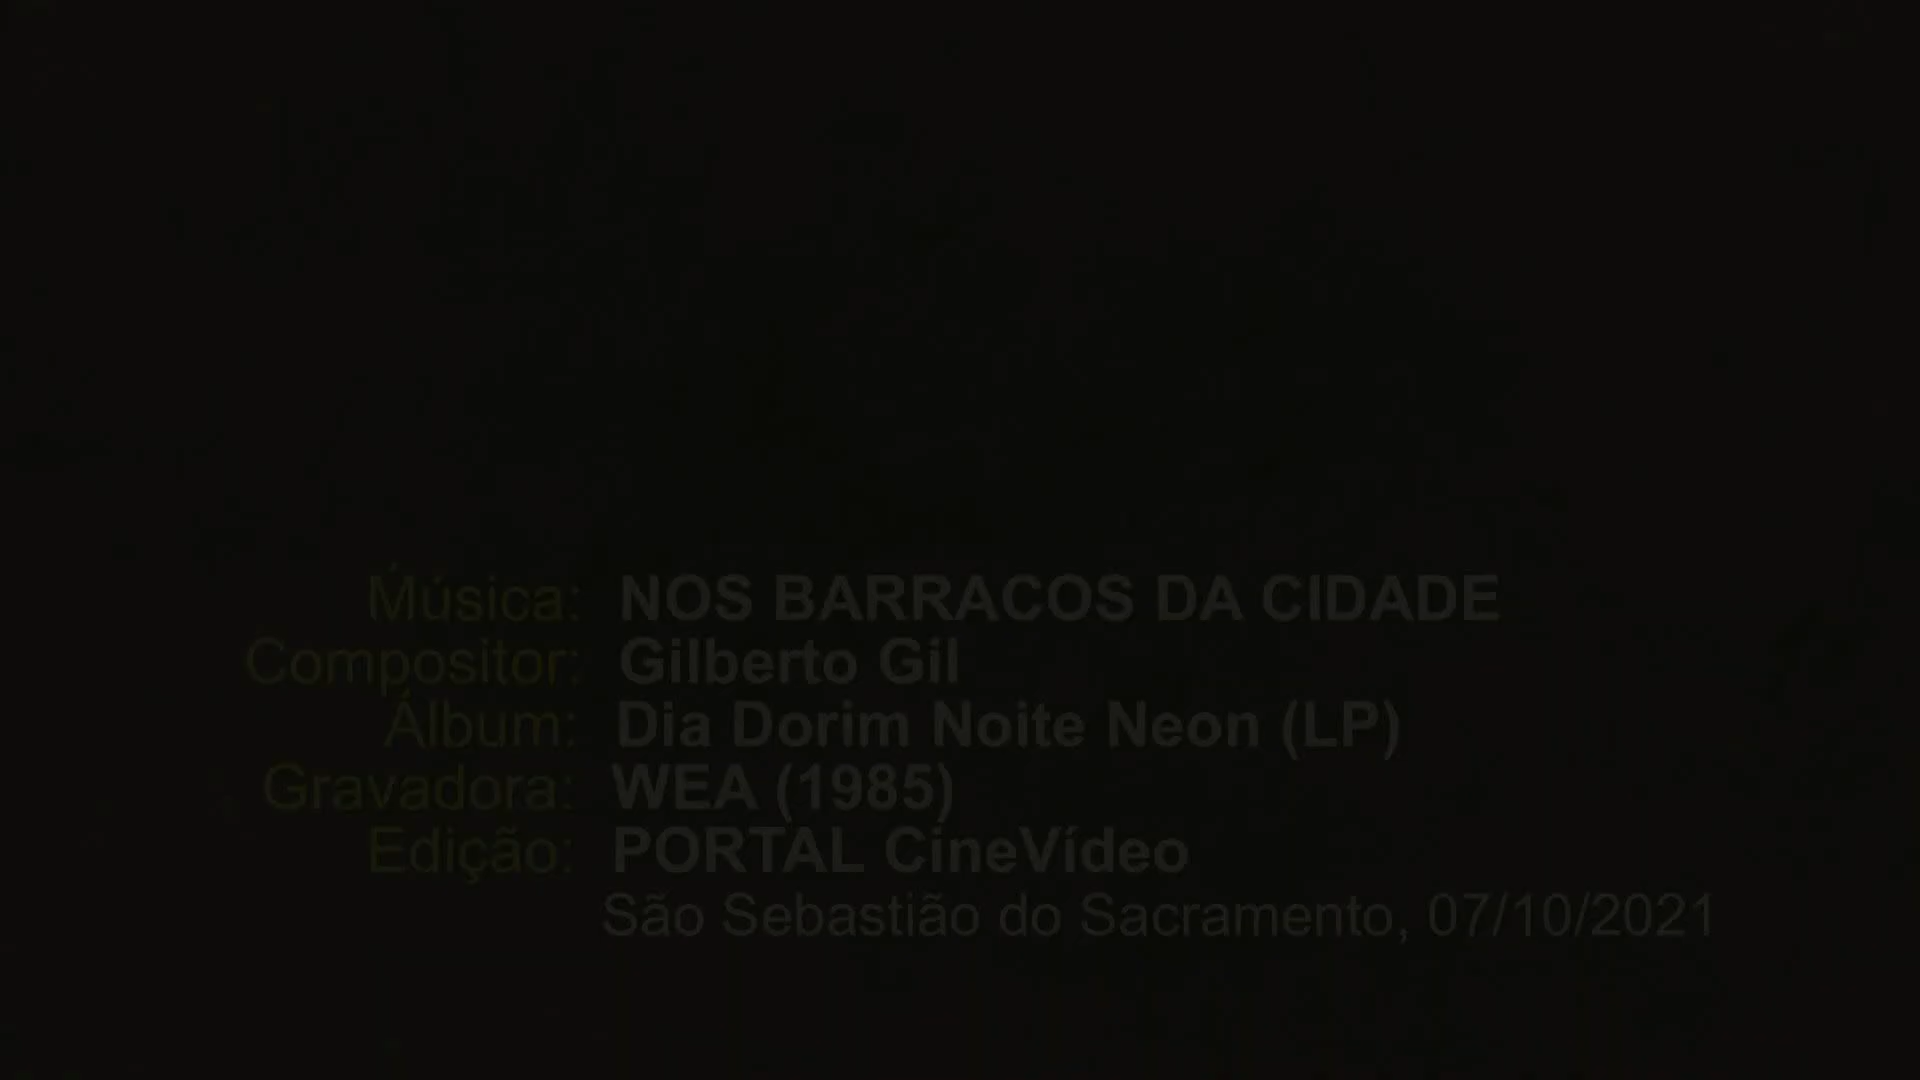 Música: NOS BARRACOS DA CIDADE
Compositor: Gilberto Gil
Álbum: Dia Dorim Noite Neon (LP)
Gravadora: WEA (1985)
Edição: PORTAL CineVídeo
São Sebastião do Sacramento, 07/10/2021